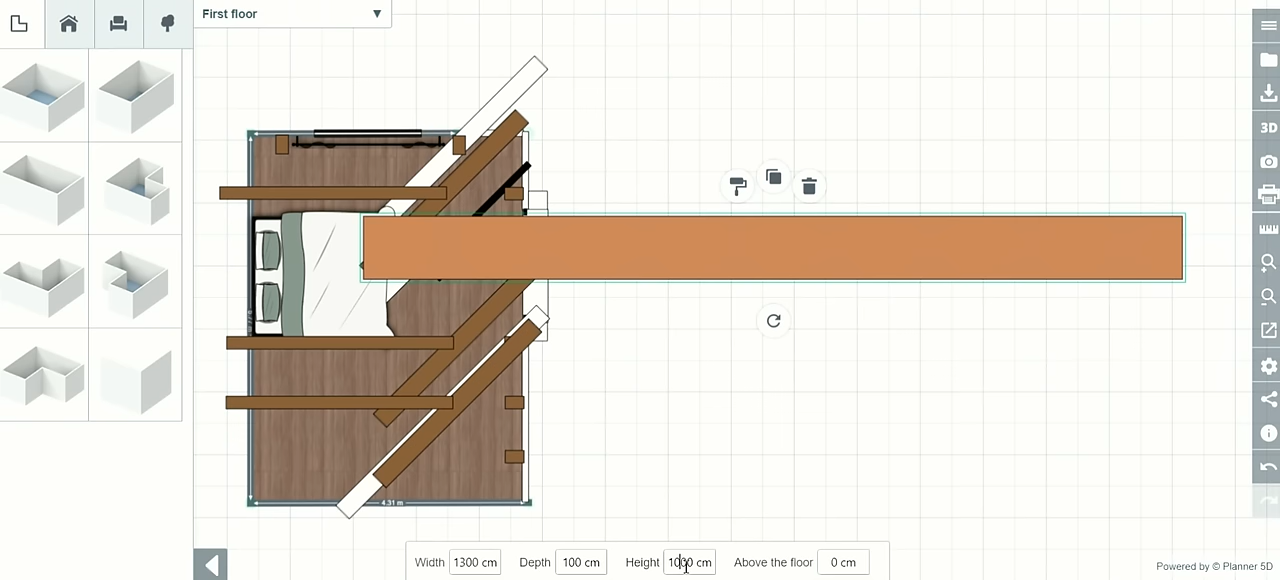 First floor ▼
3D
4.31 m
Width 1300 cm Depth 100 cm Height 1000 cm Above the floor 0 cm
Powered by © Planner 5D